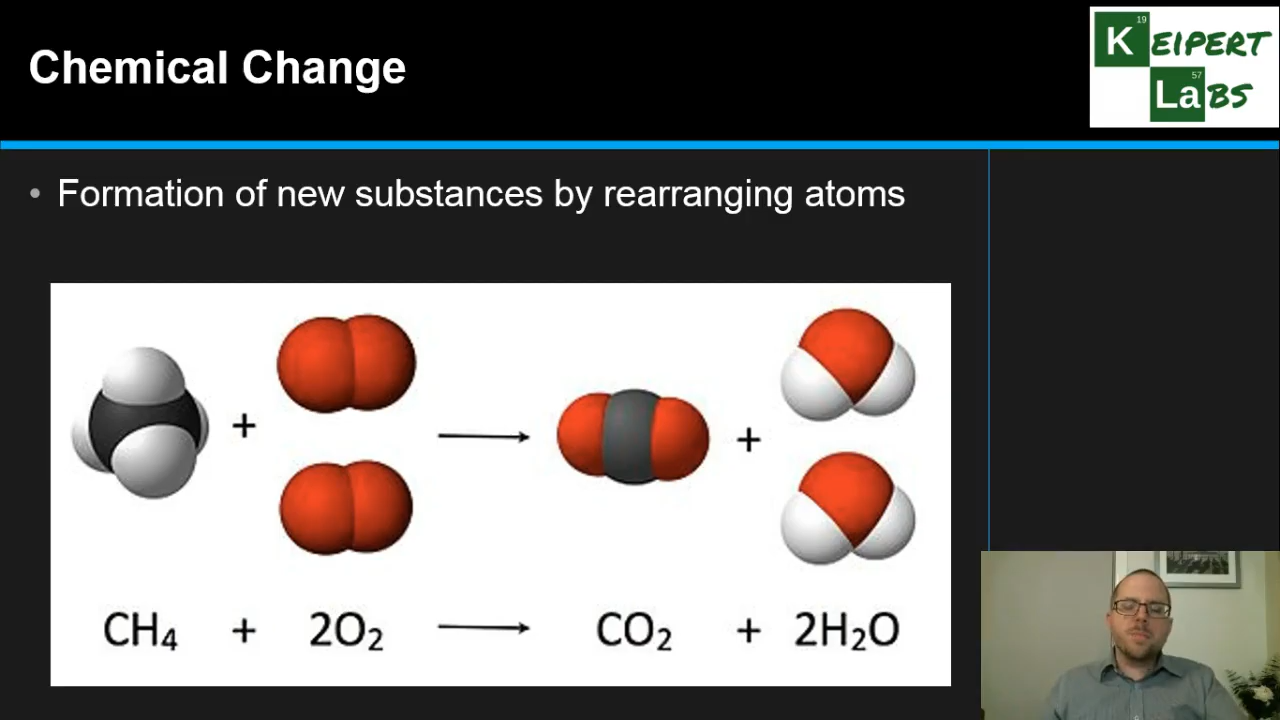 Chemical Change
19
KEIPERT
57
LaBS
• Formation of new substances by rearranging atoms
+ → +
CH₄ + 2O₂ → CO₂ + 2H₂O